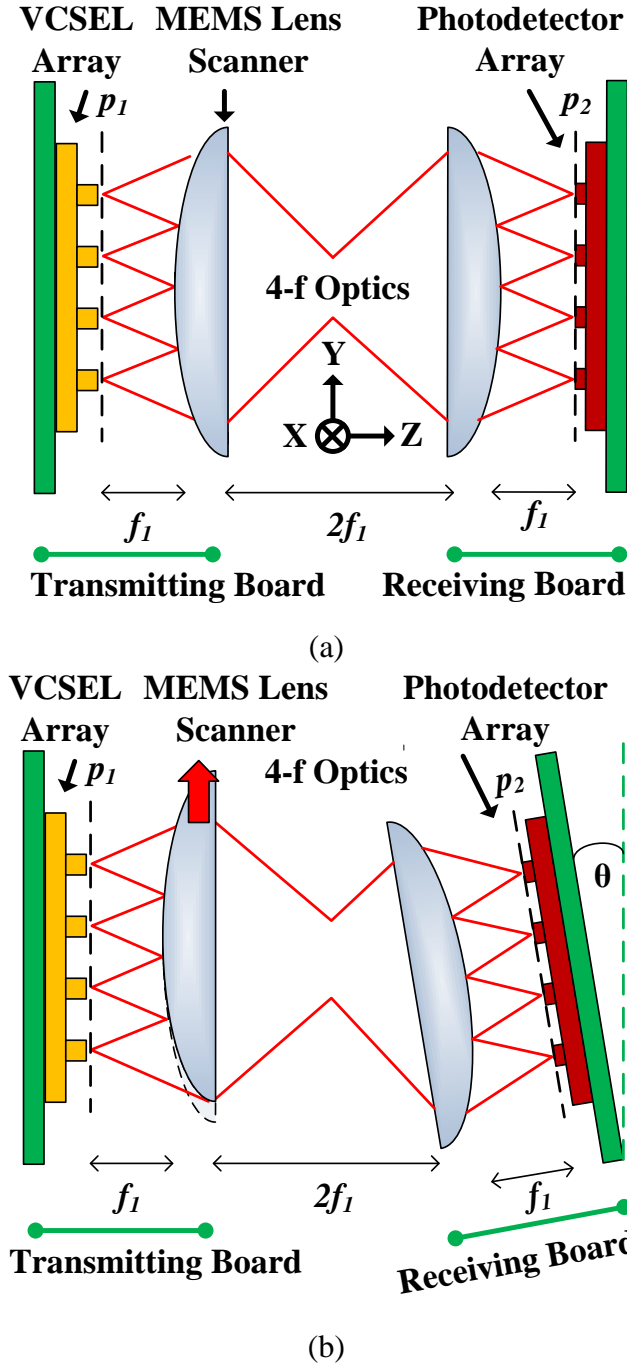 VCSEL MEMS Lens Photodetector
Array Scanner Array
p1 p2
4-f Optics
Y
X Z
f1 2f1 f1
Transmitting Board Receiving Board
(a)
VCSEL MEMS Lens Photodetector
Array Scanner Array
4-f Optics
p1 p2
θ
f1 2f1 f1
Transmitting Board Receiving Board
(b)